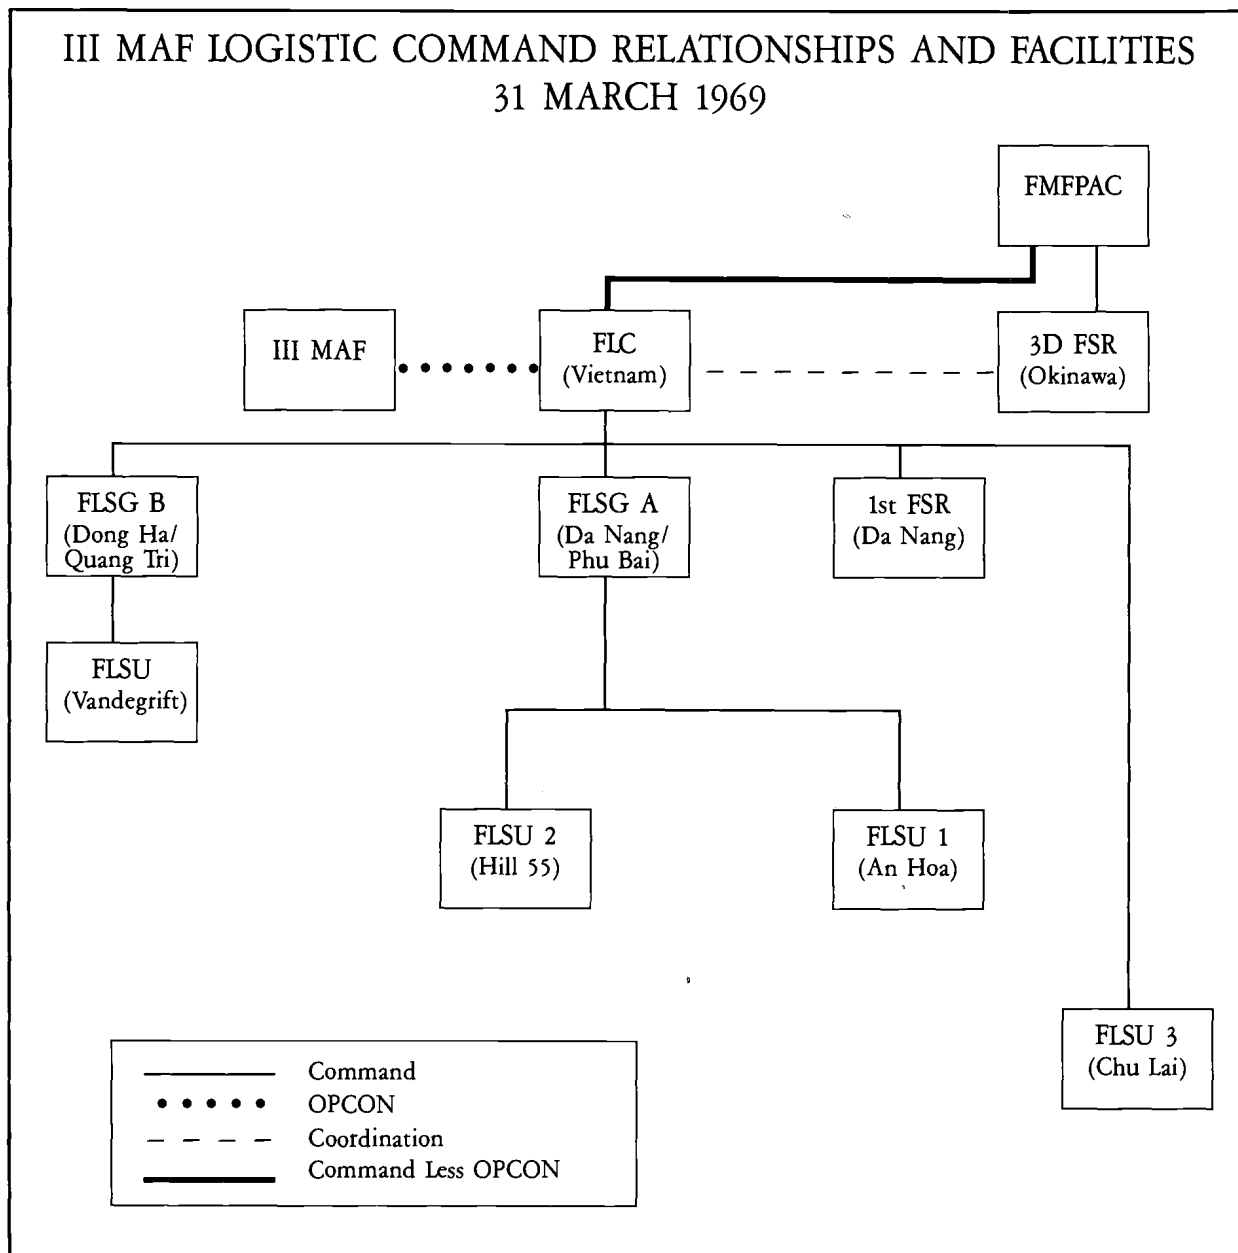 III MAF LOGISTIC COMMAND RELATIONSHIPS AND FACILITIES
31 MARCH 1969
FMFPAC
III MAF
FLC
(Vietnam)
3D FSR
(Okinawa)
FLSG B
(Dong Ha/
Quang Tri)
FLSG A
(Da Nang/
Phu Bai)
1st FSR
(Da Nang)
FLSU
(Vandegrift)
FLSU 2
(Hill 55)
FLSU 1
(An Hoa)
FLSU 3
(Chu Lai)
Command
OPCON
Coordination
Command Less OPCON